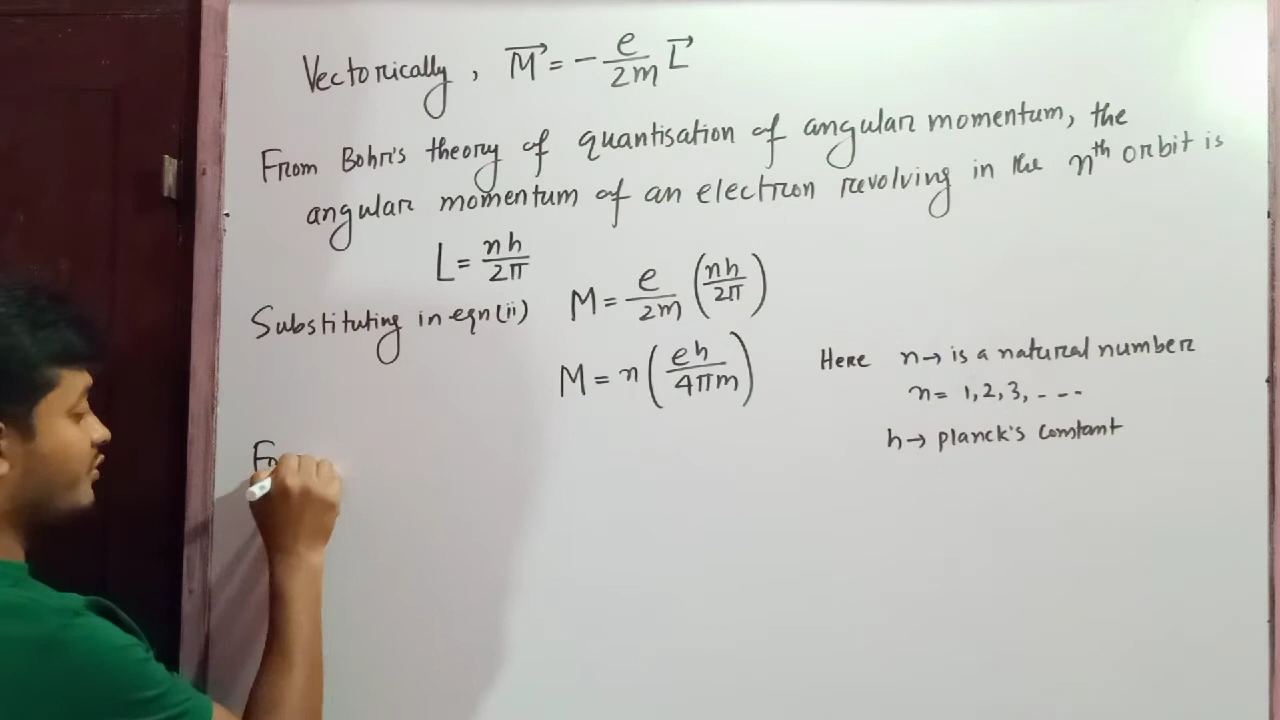 Vectorically, M⃗ = - e/2m L⃗
From Bohr's theory of quantisation of angular momentum, the
angular momentum of an electron revolving in the nᵗʰ orbit is
L = nh/2π
Substituting in eqn(ii) M = e/2m (nh/2π)
M = n (eh/4πm)
Here n→ is a natural number
n = 1,2,3, - - -
h→ planck's constant